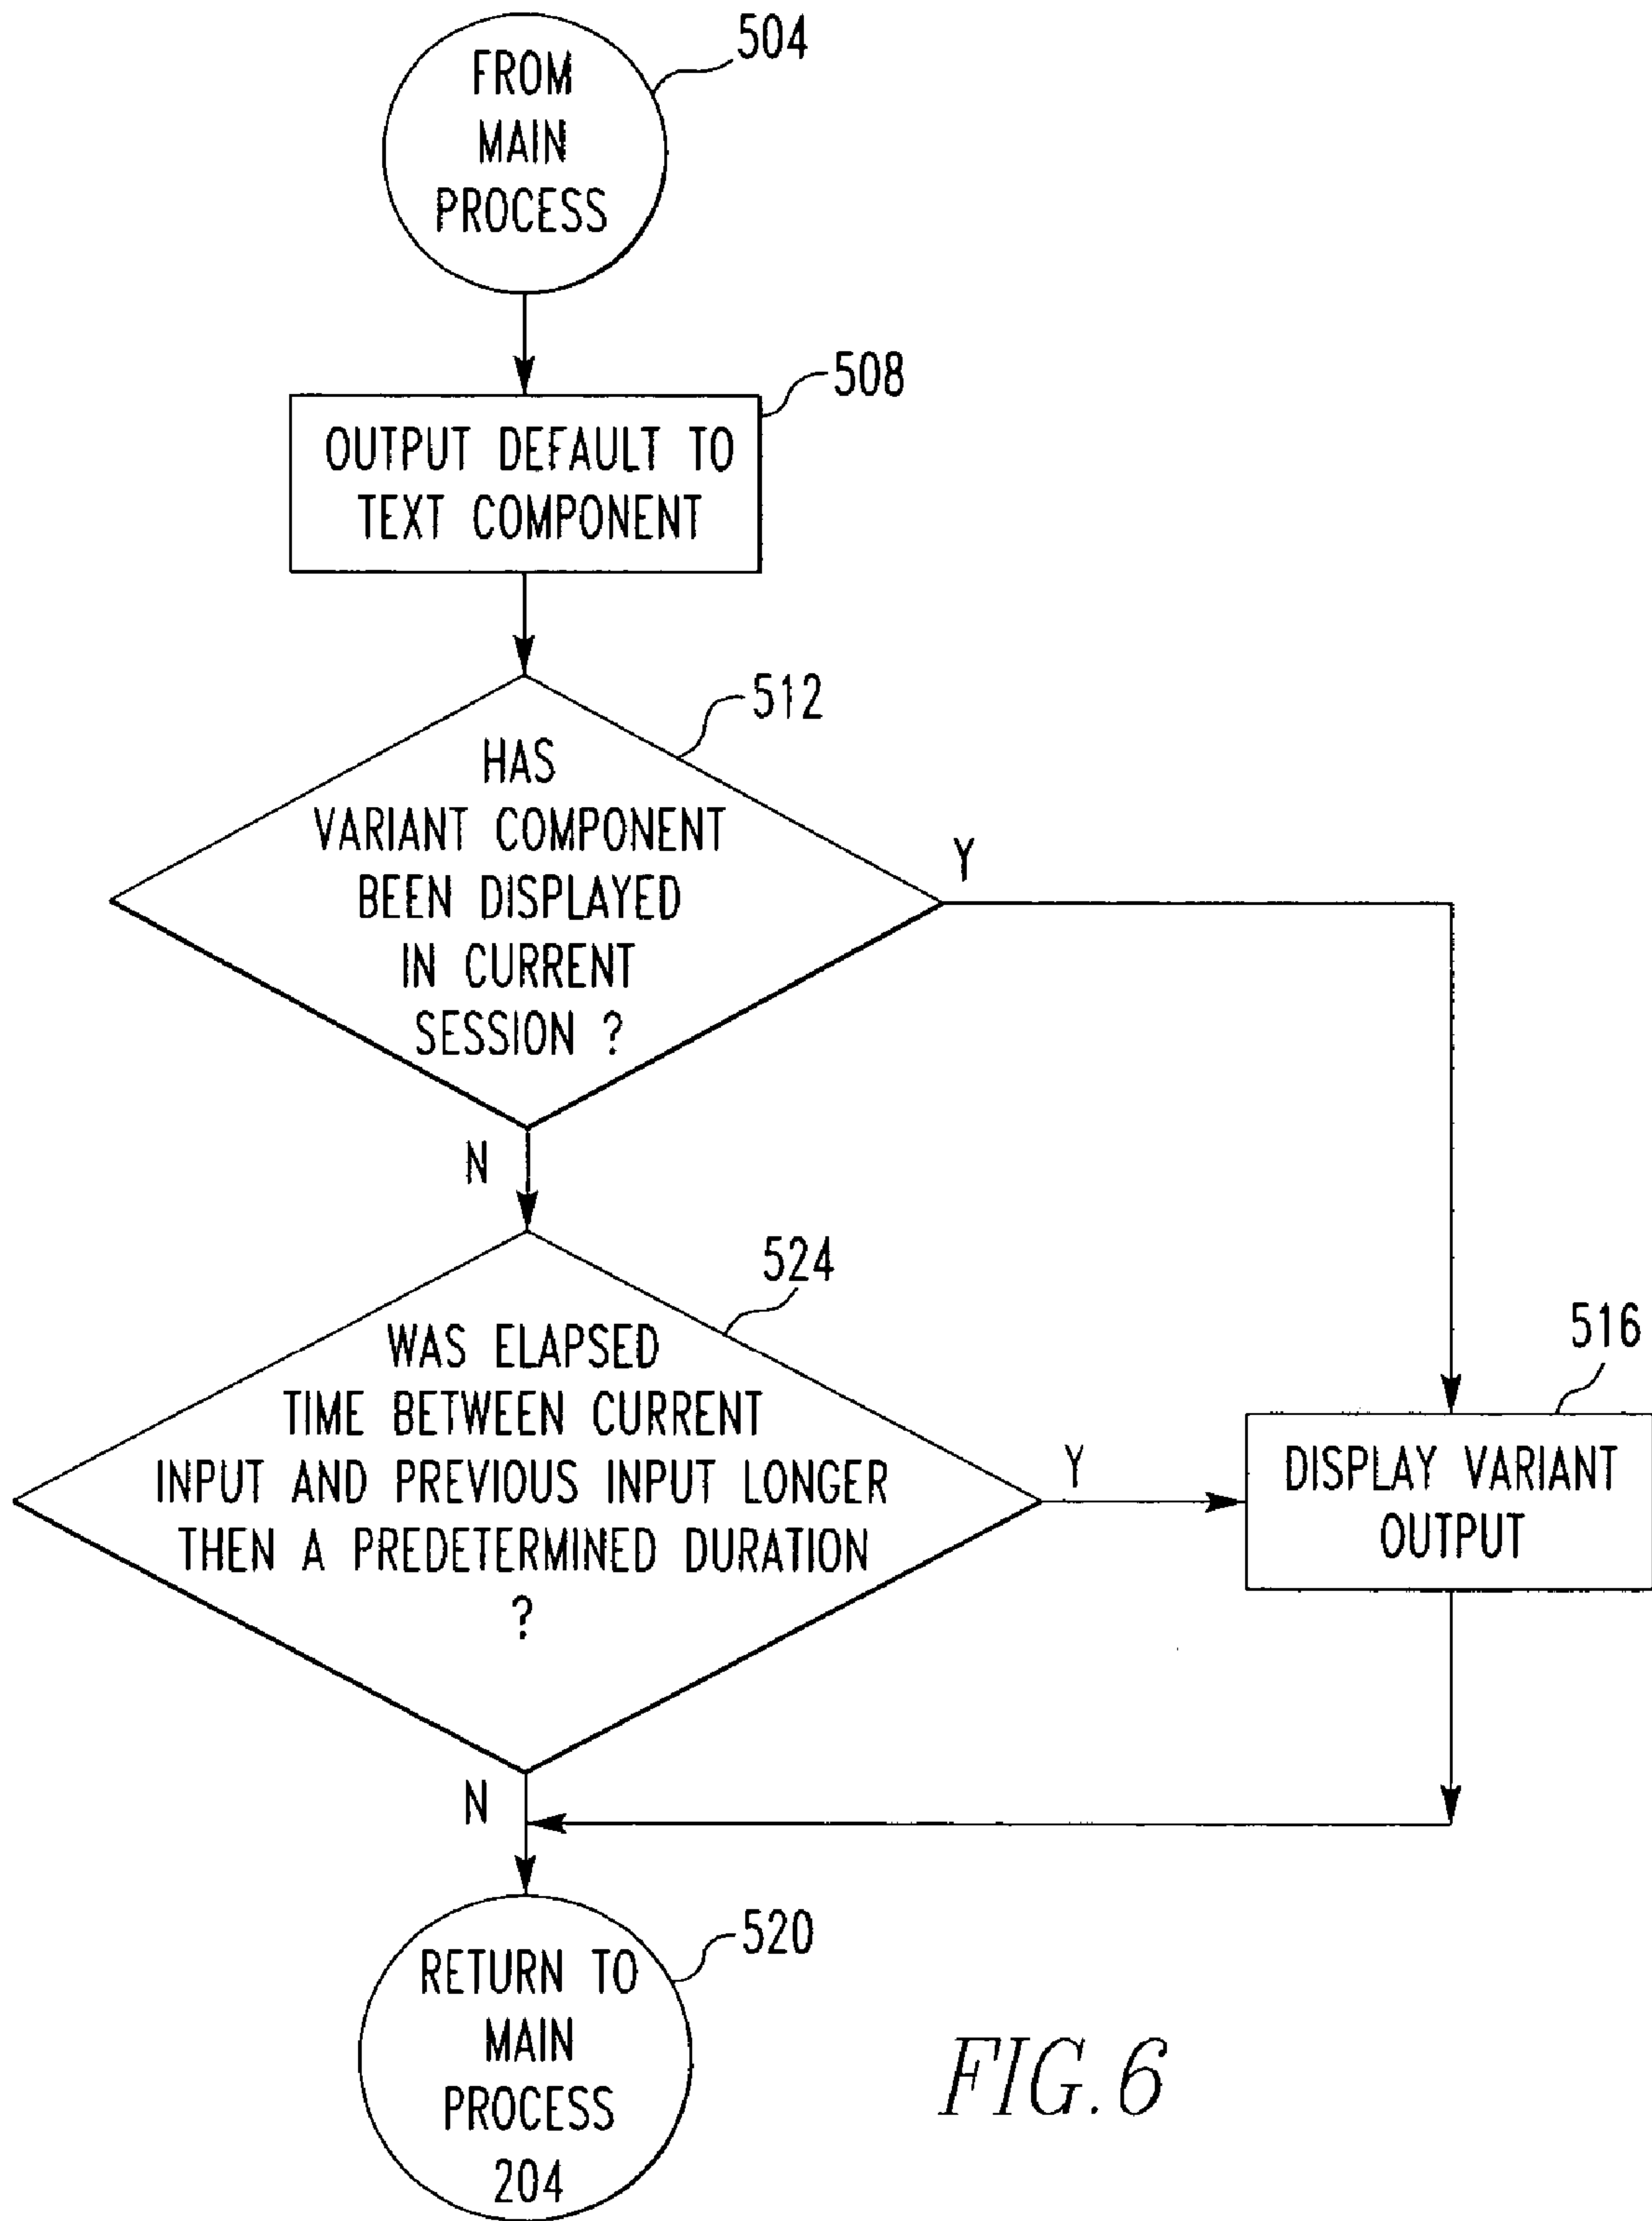 504
FROM
MAIN
PROCESS
508
OUTPUT DEFAULT TO
TEXT COMPONENT
512
HAS
VARIANT COMPONENT
BEEN DISPLAYED
IN CURRENT
SESSION ?
Y
N
524
WAS ELAPSED
TIME BETWEEN CURRENT
INPUT AND PREVIOUS INPUT LONGER
THEN A PREDETERMINED DURATION
?
Y
516
DISPLAY VARIANT
OUTPUT
N
520
RETURN TO
MAIN
PROCESS
204
FIG. 6